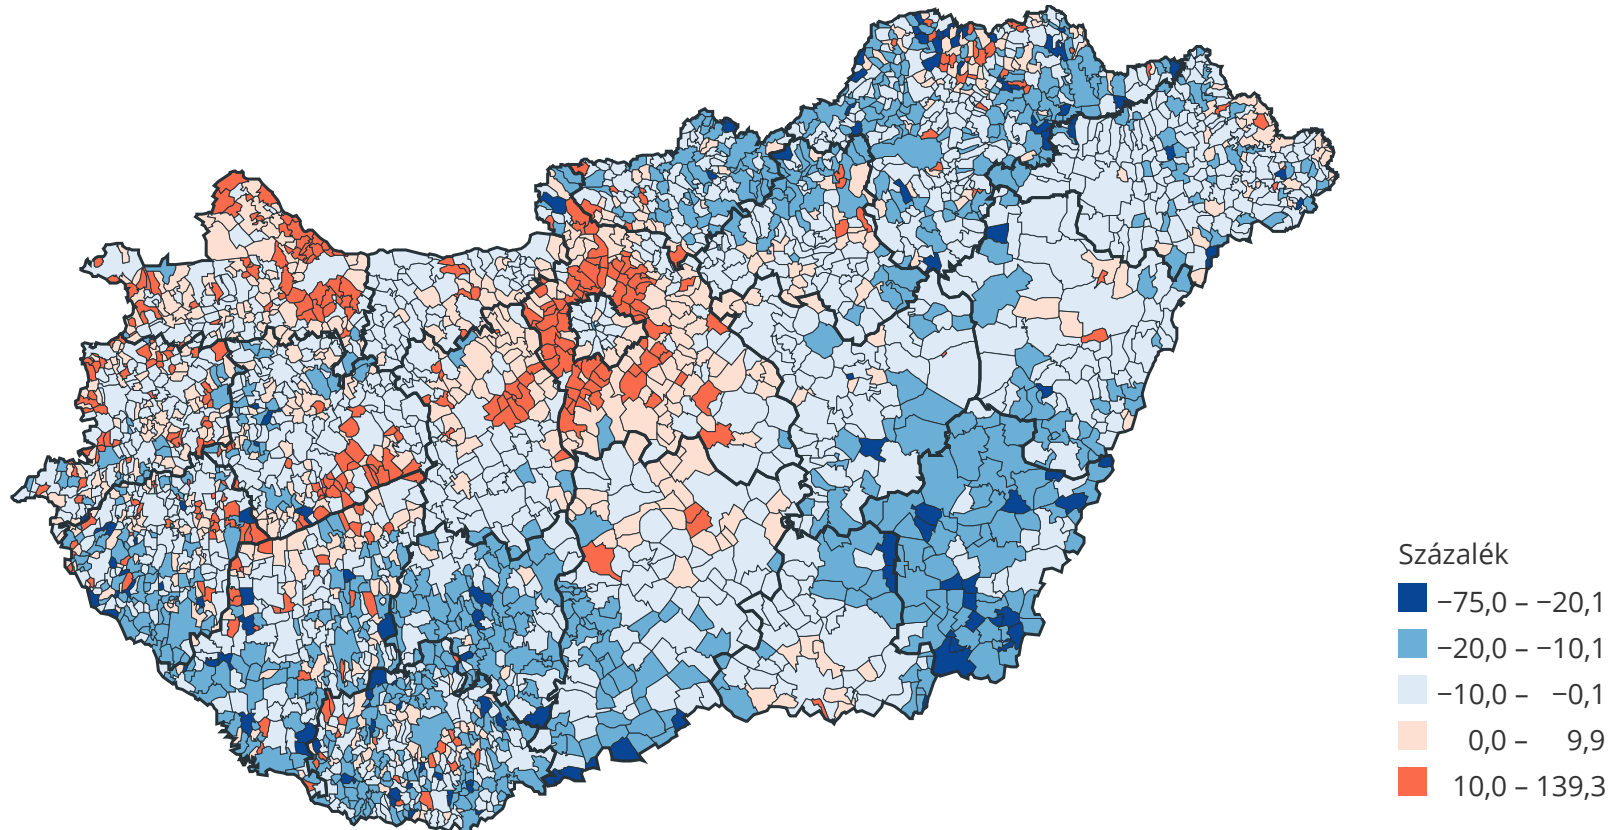 Százalék
−75,0 – −20,1
−20,0 – −10,1
−10,0 – −0,1
0,0 – 9,9
10,0 – 139,3